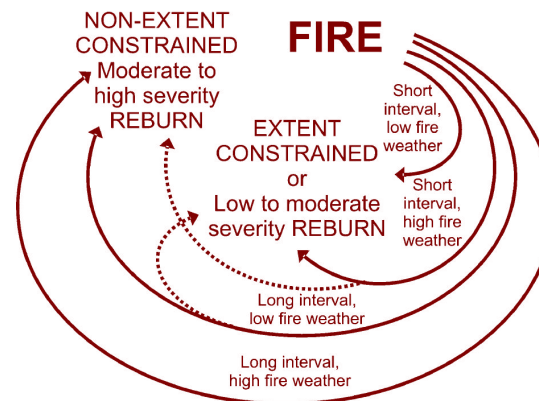 NON-EXTENT
CONSTRAINED
Moderate to
high severity
REBURN
FIRE
Short
interval,
low fire
weather
EXTENT
CONSTRAINED
or
Low to moderate
severity REBURN
Short
interval,
high fire
weather
Long interval,
low fire weather
Long interval,
high fire weather